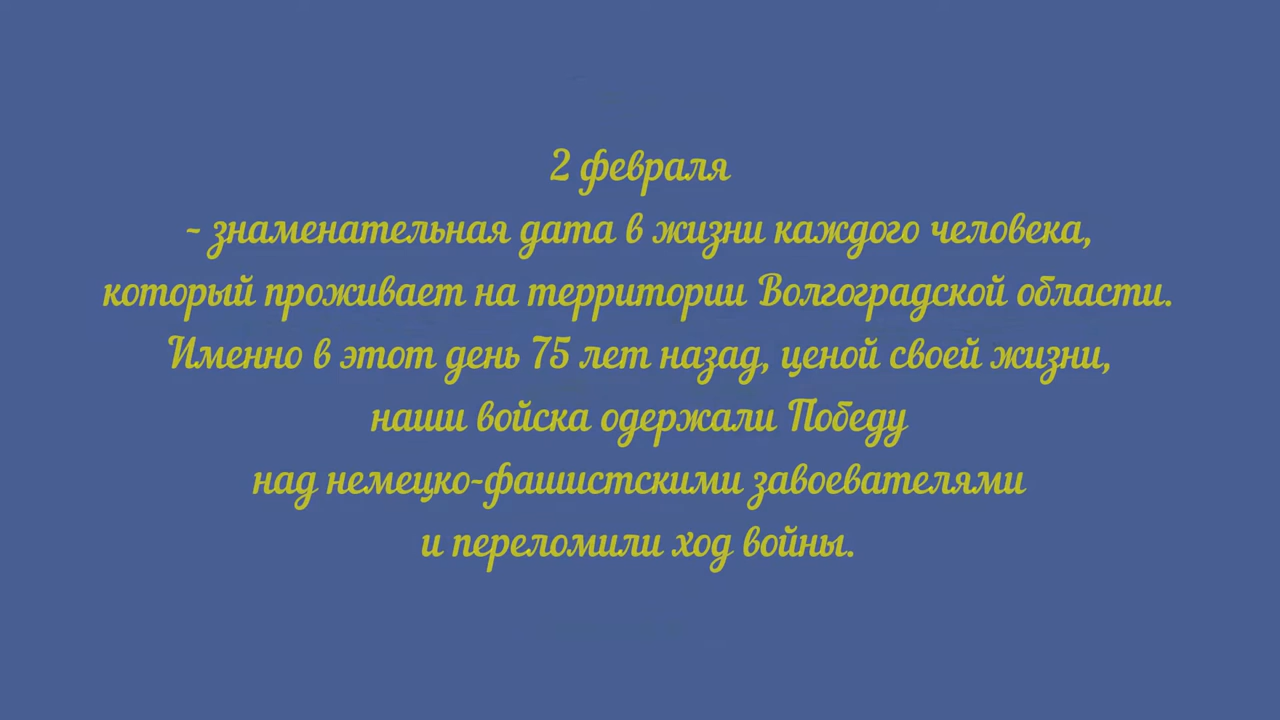 2 февраля
- знаменательная дата в жизни каждого человека,
который проживает на территории Волгоградской области.
Именно в этот день 75 лет назад, ценой своей жизни,
наши войска одержали Победу
над немецко-фашистскими завоевателями
и переломили ход войны.